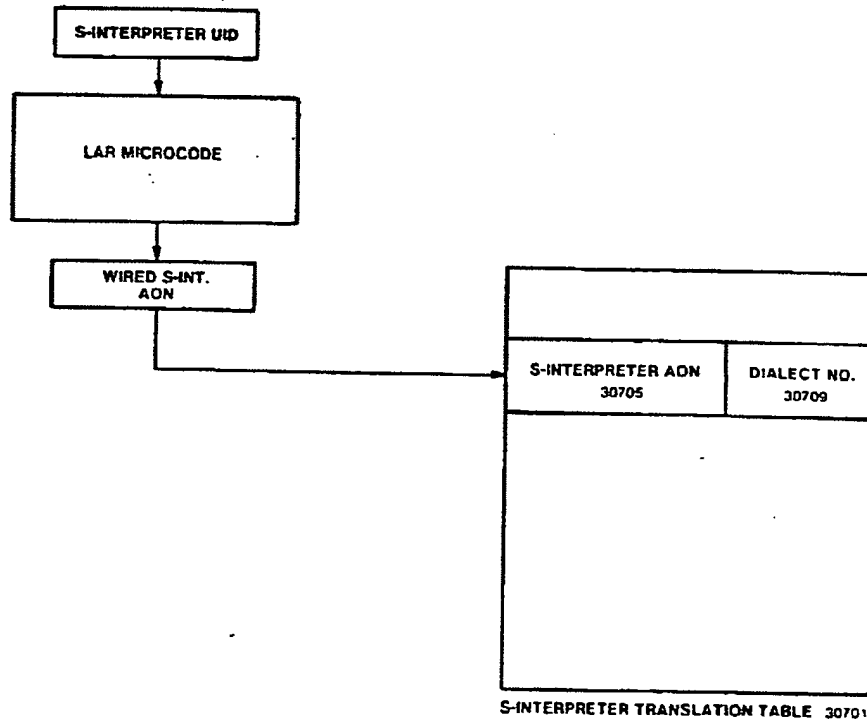 S-INTERPRETER UID
LAR MICROCODE
WIRED S-INT.
AON
S-INTERPRETER AON
30705
DIALECT NO.
30709
S-INTERPRETER TRANSLATION TABLE 30701